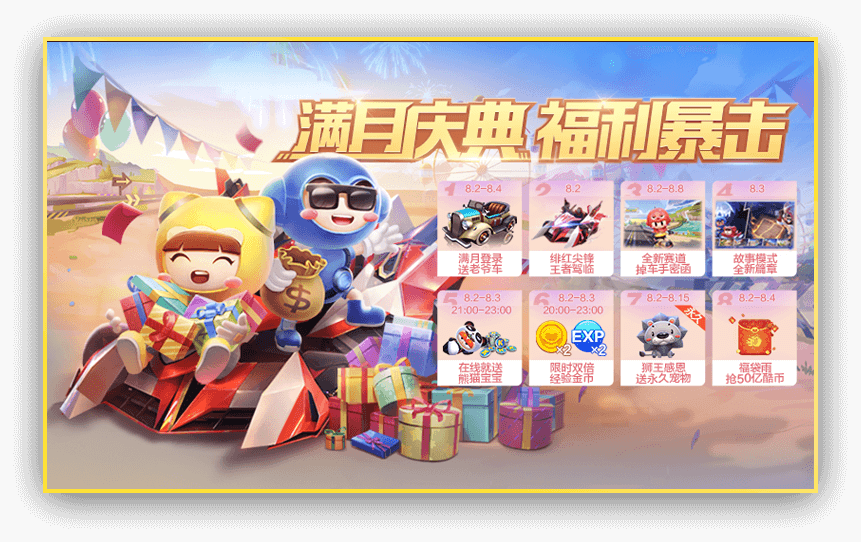 满月庆典 福利暴击
1 8.2-8.4
满月登录
送老爷车
2 8.2
绯红尖锋
王者驾临
3 8.2-8.8
全新赛道
掉车手密函
4 8.3
故事模式
全新篇章
5 8.2-8.3
21:00-23:00
在线就送
熊猫宝宝
6 8.2-8.3
20:00-23:00
×2 EXP ×2
限时双倍
经验金币
7 8.2-8.15
永久
狮王感恩
送永久宠物
8 8.2-8.4
福袋雨
抢50亿酷币